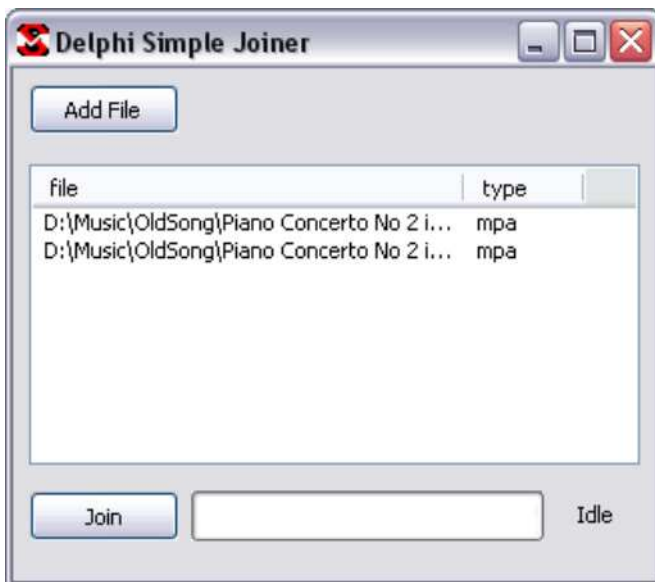 Delphi Simple Joiner
Add File
file type
D:\Music\OldSong\Piano Concerto No 2 i... mpa
D:\Music\OldSong\Piano Concerto No 2 i... mpa
Join Idle